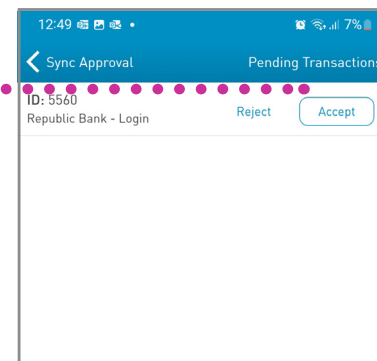 12:49 7%
Sync Approval Pending Transactions
ID: 5560
Republic Bank - Login
Reject Accept